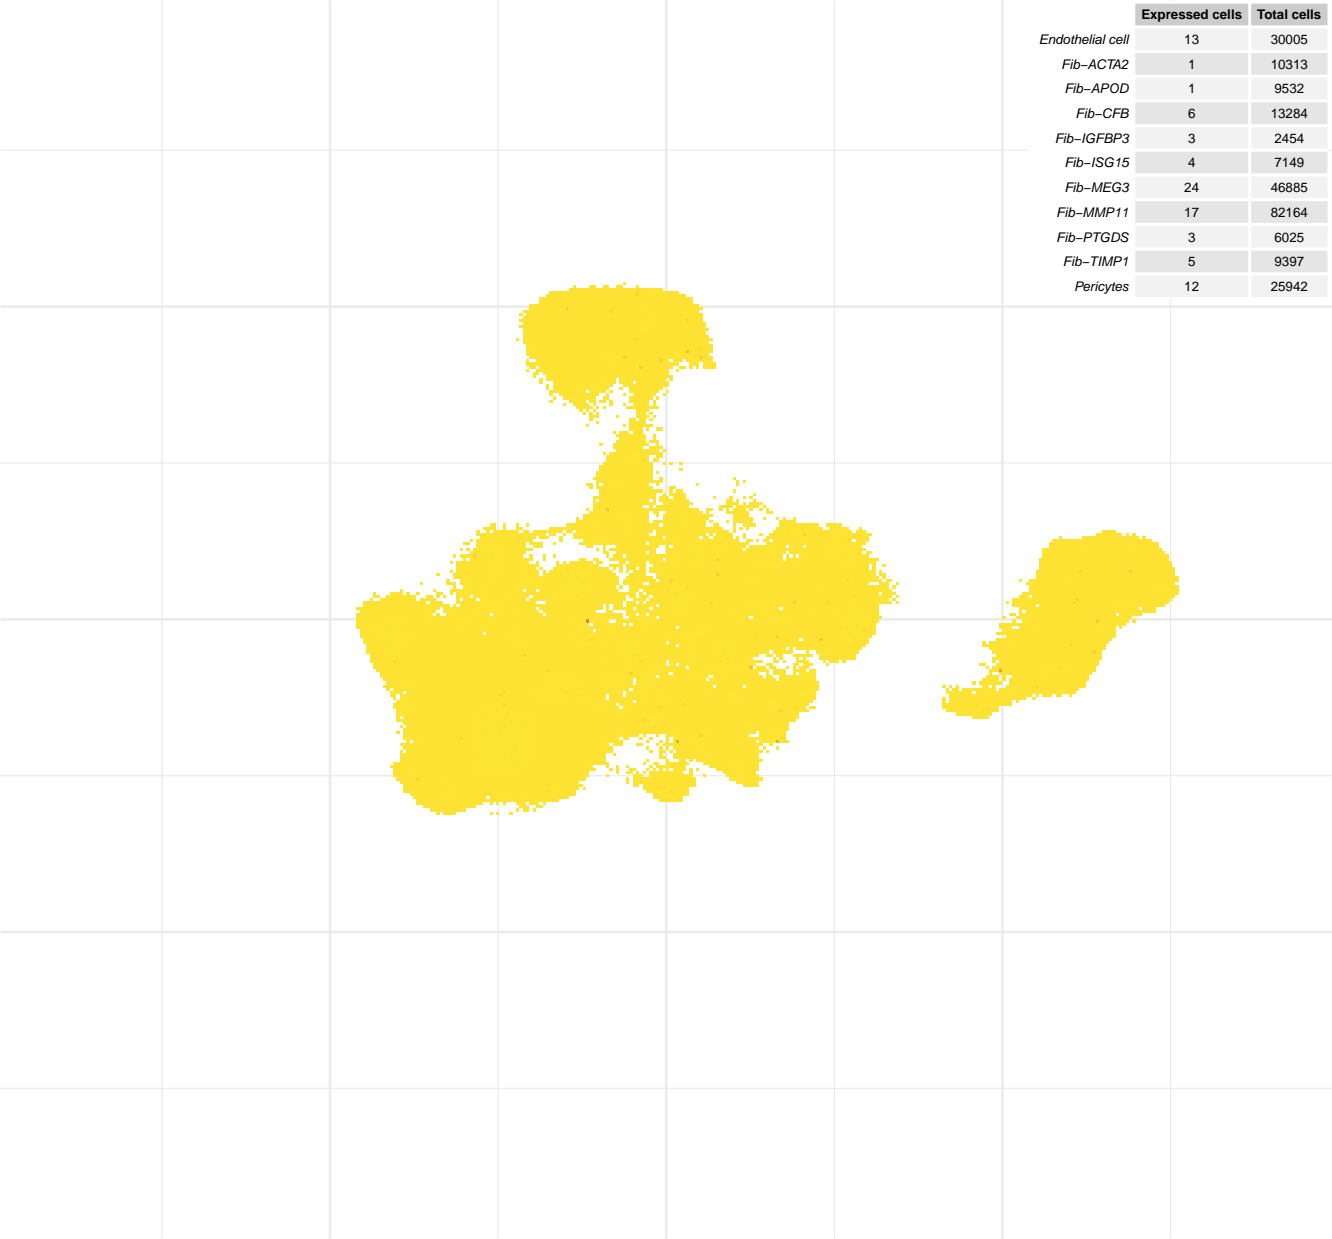 Expressed cells Total cells
Endothelial cell 13 30005
Fib−ACTA2 1 10313
Fib−APOD 1 9532
Fib−CFB 6 13284
Fib−IGFBP3 3 2454
Fib−ISG15 4 7149
Fib−MEG3 24 46885
Fib−MMP11 17 82164
Fib−PTGDS 3 6025
Fib−TIMP1 5 9397
Pericytes 12 25942